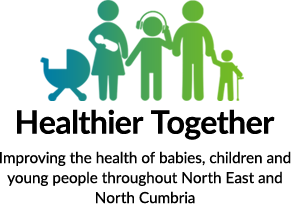 Healthier Together
Improving the health of babies, children and
young people throughout North East and
North Cumbria